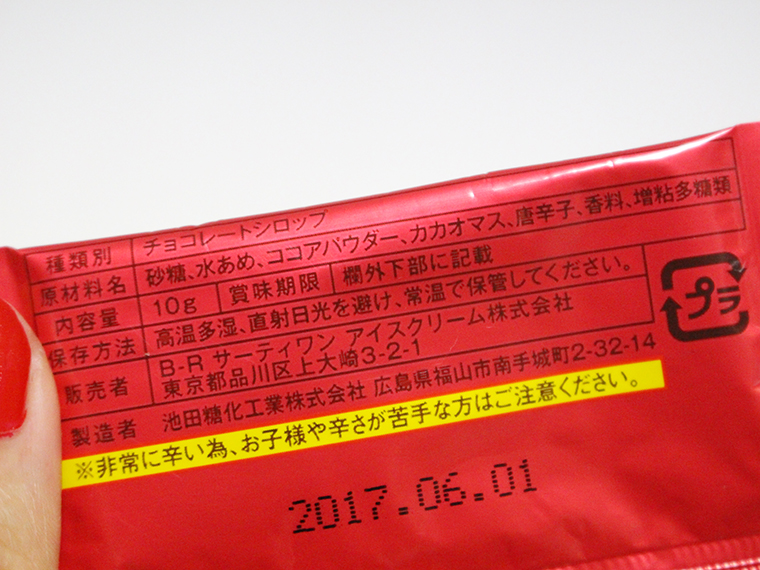 種類別 チョコレートシロップ
原材料名 砂糖、水あめ、ココアパウダー、カカオマス、唐辛子、香料、増粘多糖類
内容量 10g 賞味期限 欄外下部に記載
保存方法 高温多湿、直射日光を避け、常温で保管してください。
販売者 B-R サーティワン アイスクリーム株式会社
東京都品川区上大崎3-2-1
製造者 池田糖化工業株式会社 広島県福山市南手城町2-32-14
プラ
※非常に辛い為、お子様や辛さが苦手な方はご注意ください。
2017.06.01